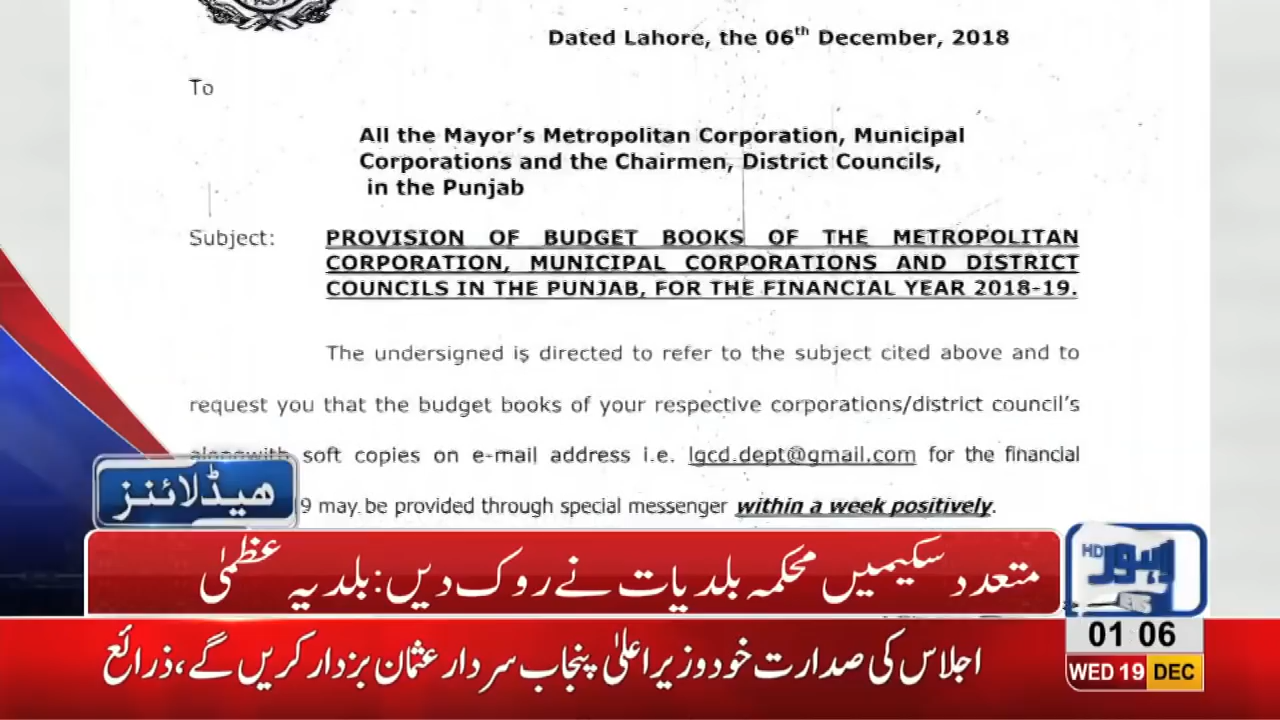 Dated Lahore, the 06th December, 2018
To
All the Mayor's Metropolitan Corporation, Municipal
Corporations and the Chairmen, District Councils,
in the Punjab
Subject: PROVISION OF BUDGET BOOKS OF THE METROPOLITAN
CORPORATION, MUNICIPAL CORPORATIONS AND DISTRICT
COUNCILS IN THE PUNJAB, FOR THE FINANCIAL YEAR 2018-19.
The undersigned is directed to refer to the subject cited above and to
request you that the budget books of your respective corporations/district council's
alongwith soft copies on e-mail address i.e. lgcd.dept@gmail.com for the financial
9 may be provided through special messenger within a week positively.
ہیڈلائنز
متعدد سکیمیں محکمہ بلدیات نے روک دیں: بلدیہ عظمیٰ
HD لاہور
01 06
اجلاس کی صدارت خود وزیراعلیٰ پنجاب سردار عثمان بزدار کریں گے، ذرائع
WED 19 DEC